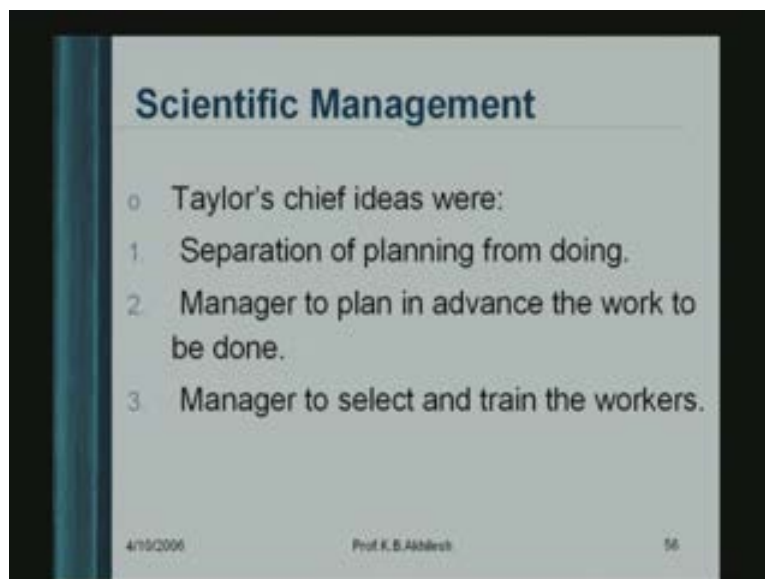 Scientific Management
o Taylor's chief ideas were:
1. Separation of planning from doing.
2. Manager to plan in advance the work to
be done.
3. Manager to select and train the workers.
4/10/2006 Prof.K.B.Akhilesh 56